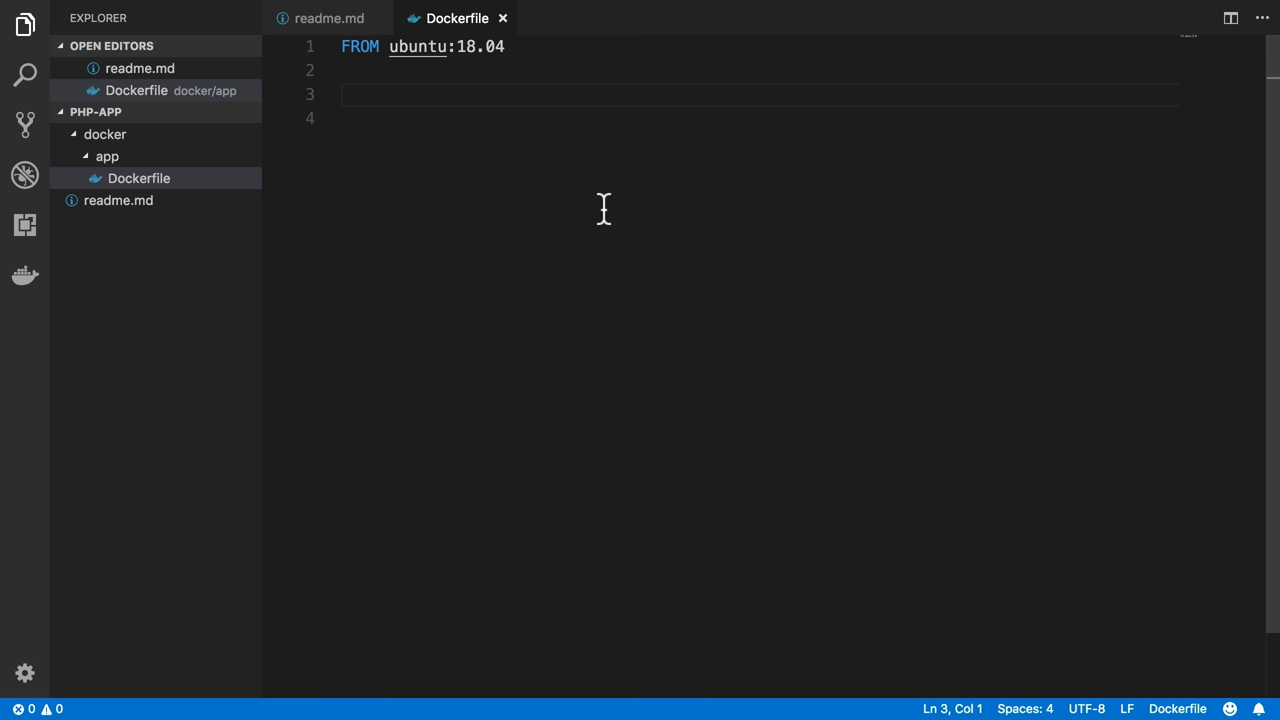 EXPLORER
OPEN EDITORS
readme.md
Dockerfile docker/app
PHP-APP
docker
app
Dockerfile
readme.md
readme.md
Dockerfile
1 FROM ubuntu:18.04
2
3
4
0 0
Ln 3, Col 1 Spaces: 4 UTF-8 LF Dockerfile